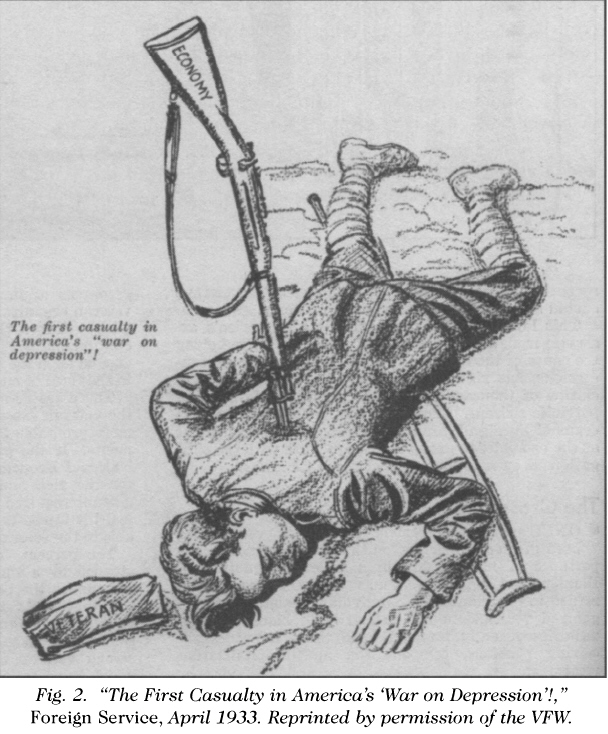 ECONOMY
The first casualty in
America's "war on
depression"!
VETERAN
Fig. 2. "The First Casualty in America's 'War on Depression'!,"
Foreign Service, April 1933. Reprinted by permission of the VFW.